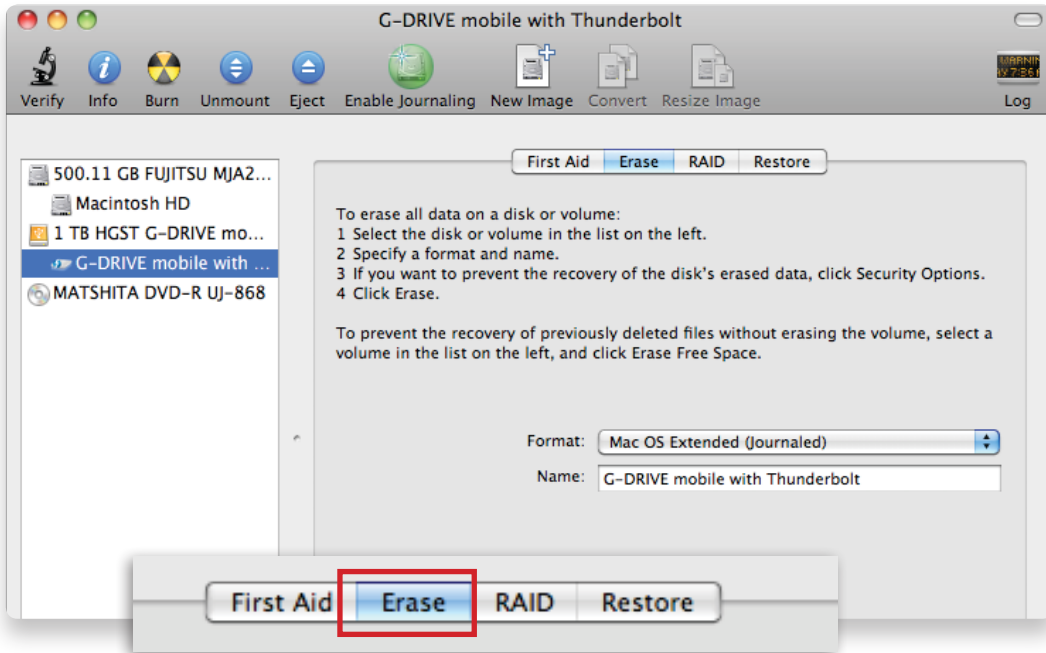 G-DRIVE mobile with Thunderbolt
WARNIN
AY 7:86
Verify Info Burn Unmount Eject Enable Journaling New Image Convert Resize Image Log
First Aid Erase RAID Restore
500.11 GB FUJITSU MJA2...
Macintosh HD
1 TB HGST G-DRIVE mo...
G-DRIVE mobile with ...
MATSHITA DVD-R UJ-868
To erase all data on a disk or volume:
1 Select the disk or volume in the list on the left.
2 Specify a format and name.
3 If you want to prevent the recovery of the disk's erased data, click Security Options.
4 Click Erase.
To prevent the recovery of previously deleted files without erasing the volume, select a
volume in the list on the left, and click Erase Free Space.
Format: Mac OS Extended (Journaled)
Name: G-DRIVE mobile with Thunderbolt
First Aid Erase RAID Restore